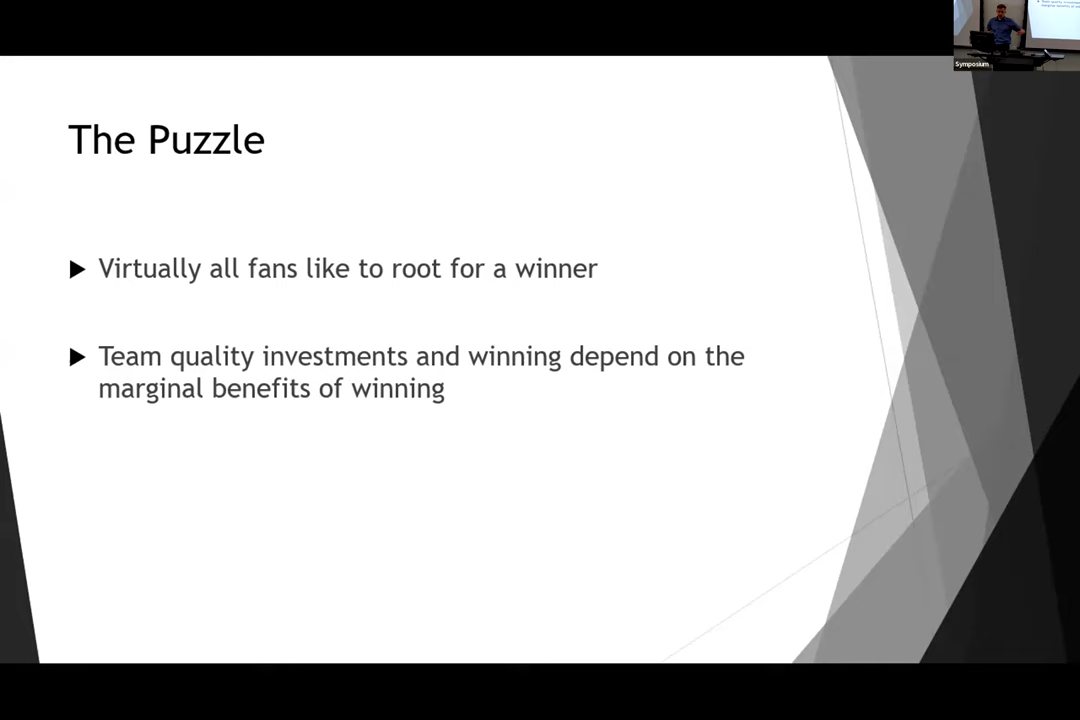 Symposium
The Puzzle
Virtually all fans like to root for a winner
Team quality investments and winning depend on the
marginal benefits of winning